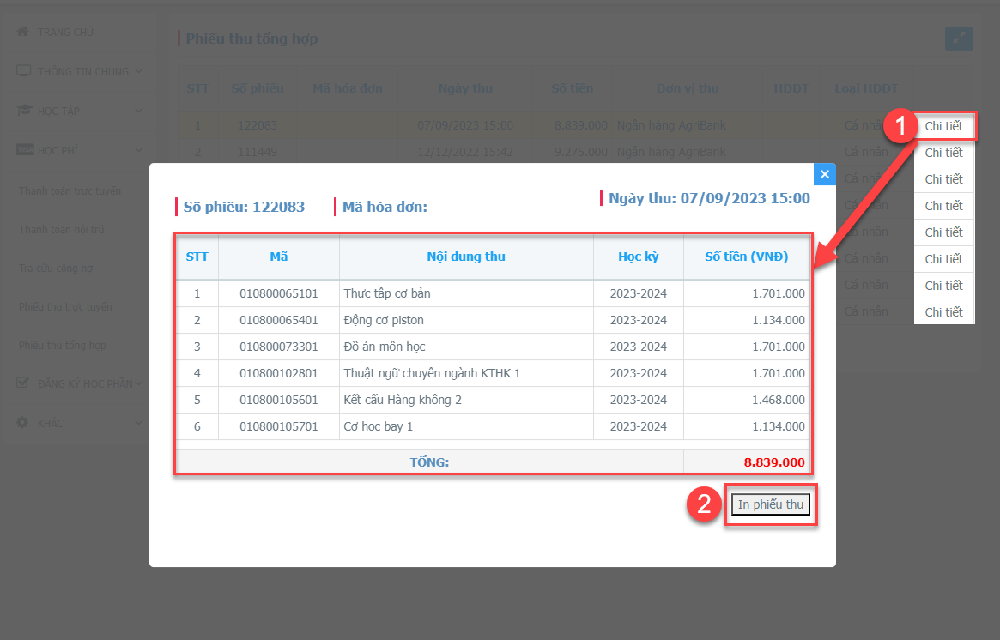 TRANG CHỦ
THÔNG TIN CHUNG
HỌC TẬP
HỌC PHÍ
Thanh toán trực tuyến
Thanh toán nội trú
Tra cứu công nợ
Phiếu thu trực tuyến
Phiếu thu tổng hợp
ĐĂNG KÝ HỌC PHẦN
KHÁC
Phiếu thu tổng hợp
STT Số phiếu Mã hóa đơn Ngày thu Số tiền Đơn vị thu HĐĐT Loại HĐĐT
1 122083 07/09/2023 15:00 8.839.000 Ngân hàng AgriBank Cá nhân 1 Chi tiết
2 111449 12/12/2022 15:42 9.275.000 Ngân hàng AgriBank Cá nhân Chi tiết
Cá nhân Chi tiết
Cá nhân Chi tiết
Cá nhân Chi tiết
Cá nhân Chi tiết
Cá nhân Chi tiết
Cá nhân Chi tiết
Số phiếu: 122083 Mã hóa đơn: Ngày thu: 07/09/2023 15:00
STT Mã Nội dung thu Học kỳ Số tiền (VNĐ)
1 010800065101 Thực tập cơ bản 2023-2024 1.701.000
2 010800065401 Động cơ piston 2023-2024 1.134.000
3 010800073301 Đồ án môn học 2023-2024 1.701.000
4 010800102801 Thuật ngữ chuyên ngành KTHK 1 2023-2024 1.701.000
5 010800105601 Kết cấu Hàng không 2 2023-2024 1.468.000
6 010800105701 Cơ học bay 1 2023-2024 1.134.000
TỔNG: 8.839.000
2 In phiếu thu